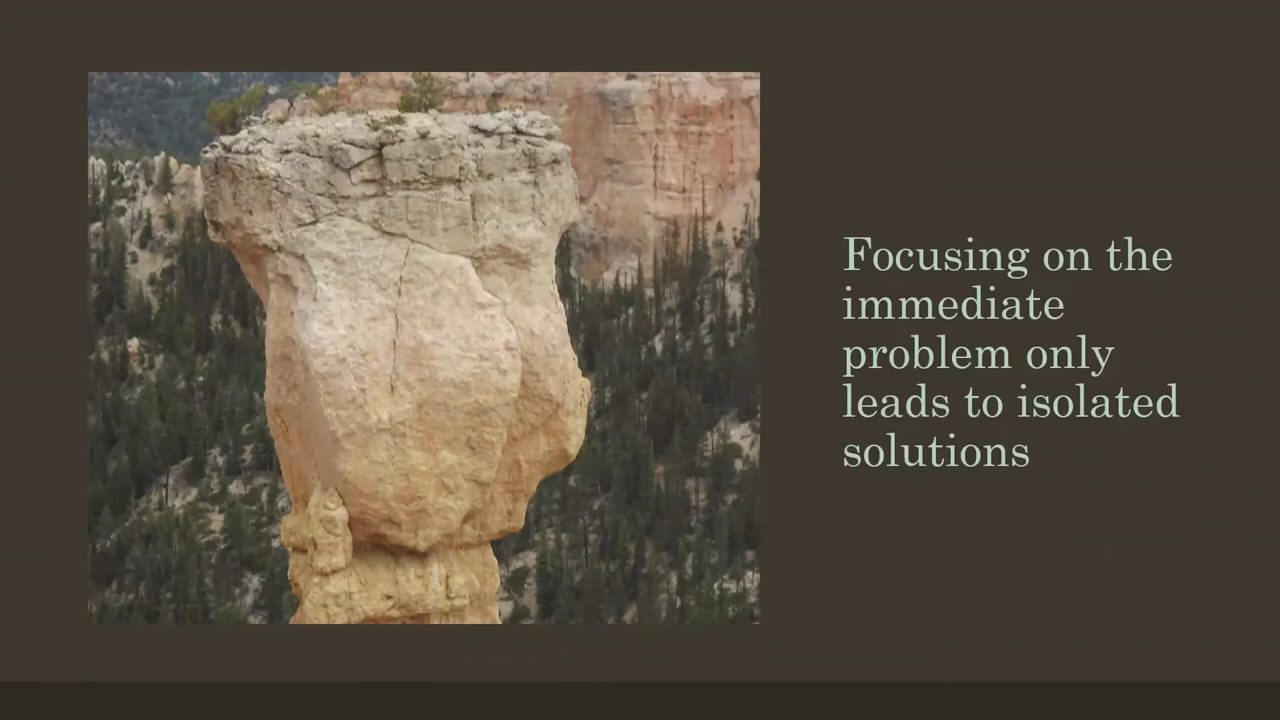 Focusing on the
immediate
problem only
leads to isolated
solutions